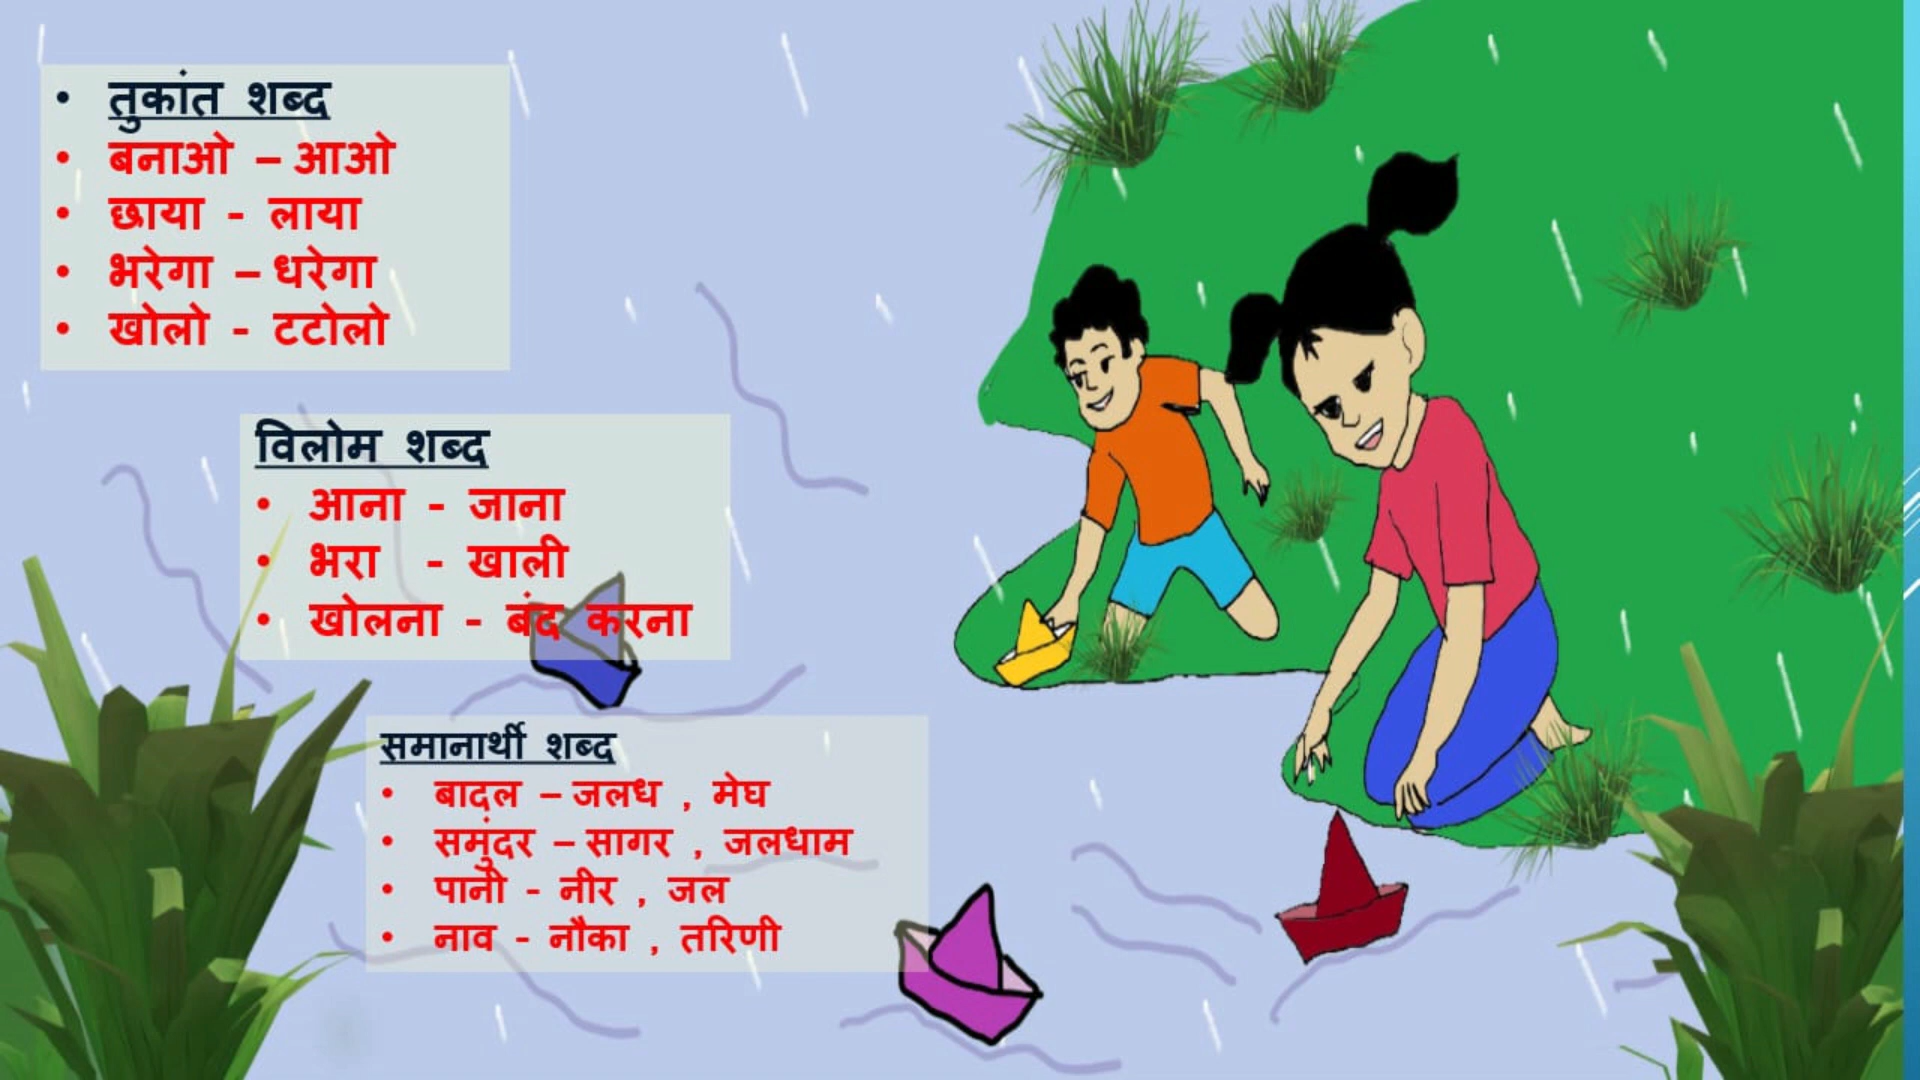 • तुकांत शब्द
• बनाओ – आओ
• छाया - लाया
• भरेगा – धरेगा
• खोलो - टटोलो
विलोम शब्द
• आना - जाना
• भरा - खाली
• खोलना - बंद करना
समानार्थी शब्द
• बादल – जलध , मेघ
• समुंदर – सागर , जलधाम
• पानी - नीर , जल
• नाव - नौका , तरिणी